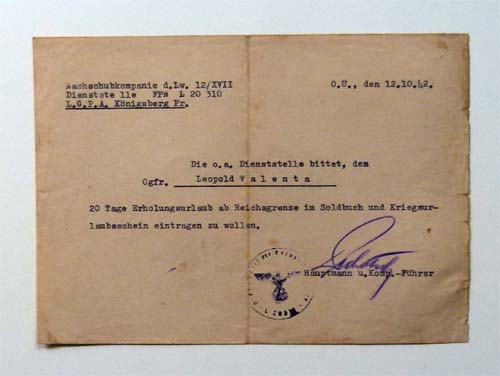 Nachschubkompanie d.Lw. 12/XVII
Dienststelle FPN L 20 310
L.G.P.A. Königsberg Pr.
O.U., den 12.10.42.
Die o.a. Dienststelle bittet, dem
Ogfr. Leopold Valenta
20 Tage Erholungsurlaub ab Reichsgrenze im Soldbuch und Kriegsur-
laubsschein eintragen zu wollen.
Hauptmann u.Komp.-Führer